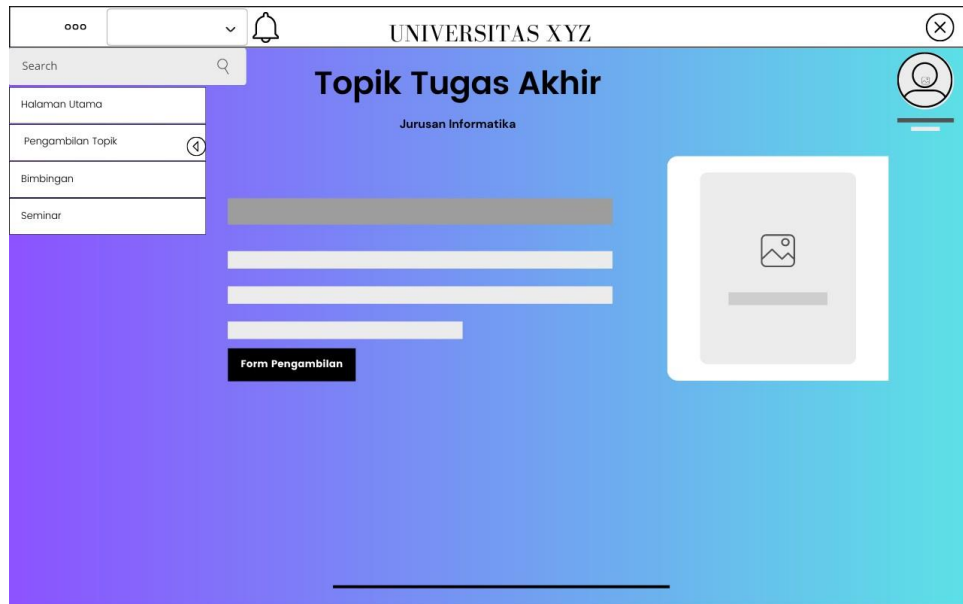 UNIVERSITAS XYZ
Search
Topik Tugas Akhir
Jurusan Informatika
Halaman Utama
Pengambilan Topik
Bimbingan
Seminar
Form Pengambilan